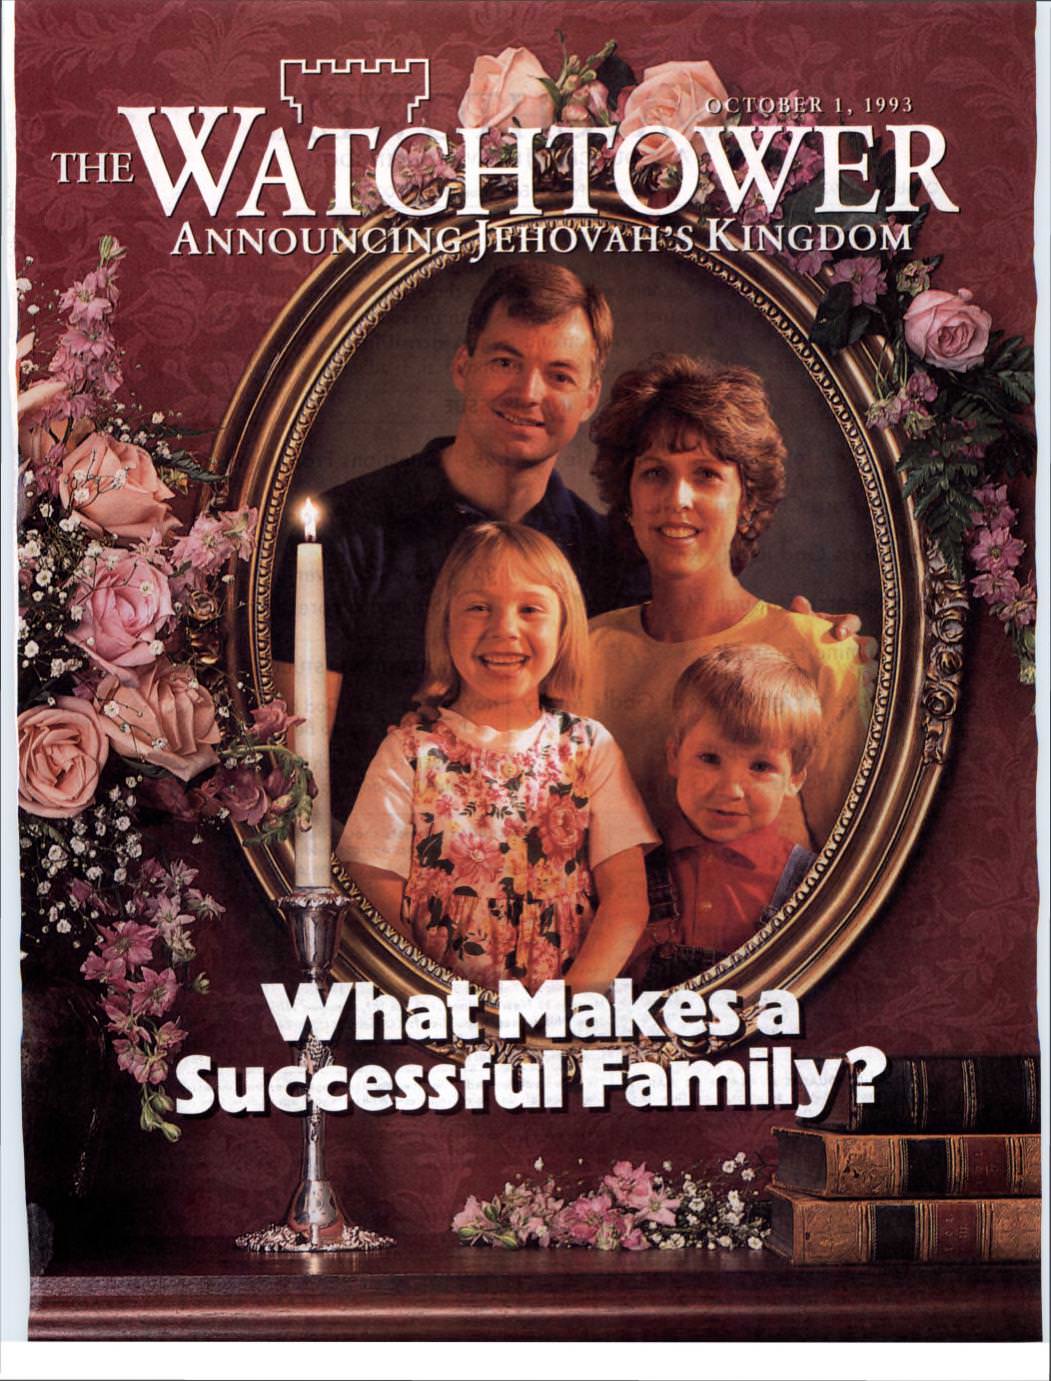 OCTOBER 1, 1993
THE WATCHTOWER
ANNOUNCING JEHOVAH'S KINGDOM
What Makes a
Successful Family?